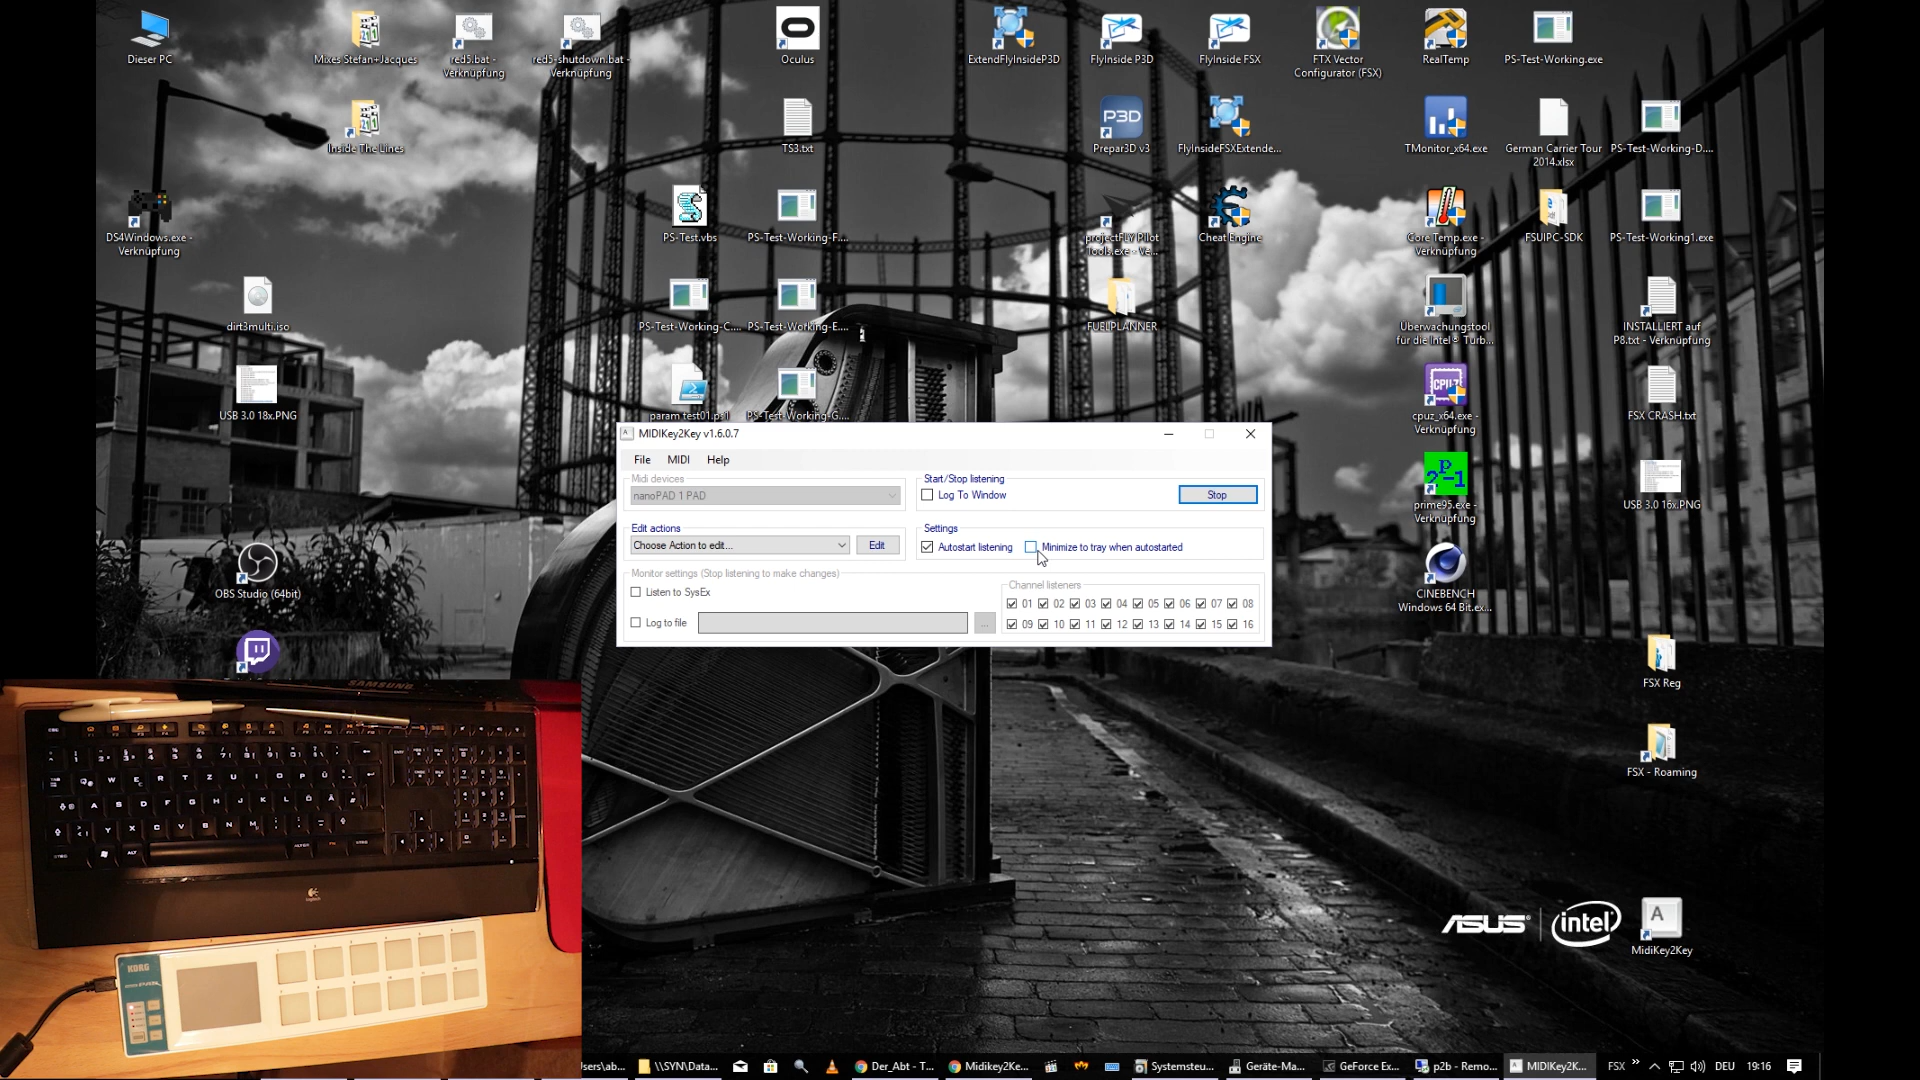 Dieser PC
Mixes Stefan+Jacques
red5.bat -
Verknüpfung
red5-shutdown.bat -
Verknüpfung
Oculus
ExtendFlyInsideP3D
FlyInside P3D
FlyInside FSX
FTX Vector
Configurator (FSX)
RealTemp
PS-Test-Working.exe
Inside The Lines
TS3.txt
P3D
Prepar3D v3
FlyInsideFSXExtende...
TMonitor_x64.exe
German Carrier Tour
2014.xlsx
PS-Test-Working-D....
DS4Windows.exe -
Verknüpfung
PS-Test.vbs
PS-Test-Working-F....
projectFLY Pilot
Tools.exe - Ve...
Cheat Engine
Core Temp.exe -
Verknüpfung
FSUIPC-SDK
PS-Test-Working1.exe
dirt3multi.iso
PS-Test-Working-C....
PS-Test-Working-E....
FUELPLANNER
Überwachungstool
für die Intel® Turb...
INSTALLIERT auf
P8.txt - Verknüpfung
USB 3.0 18x.PNG
param test01.ps1
PS-Test-Working-G....
cpuz_x64.exe -
Verknüpfung
FSX CRASH.txt
MIDIKey2Key v1.6.0.7
File MIDI Help
Midi devices
nanoPAD 1 PAD
Start/Stop listening
Log To Window
Stop
Edit actions
Choose Action to edit...
Edit
Settings
Autostart listening
Minimize to tray when autostarted
Monitor settings (Stop listening to make changes)
Listen to SysEx
Log to file
...
Channel listeners
01 02 03 04 05 06 07 08
09 10 11 12 13 14 15 16
prime95.exe -
Verknüpfung
USB 3.0 16x.PNG
OBS Studio (64bit)
CINEBENCH
Windows 64 Bit.ex...
FSX Reg
FSX - Roaming
SAMSUNG
Logitech
KORG
ASUS
intel
MidiKey2Key
\\SYN\Data...
Der_Abt - T...
Midikey2Ke...
Systemsteu...
Geräte-Ma...
GeForce Ex...
p2b - Remo...
MIDIKey2K...
FSX
DEU
19:16